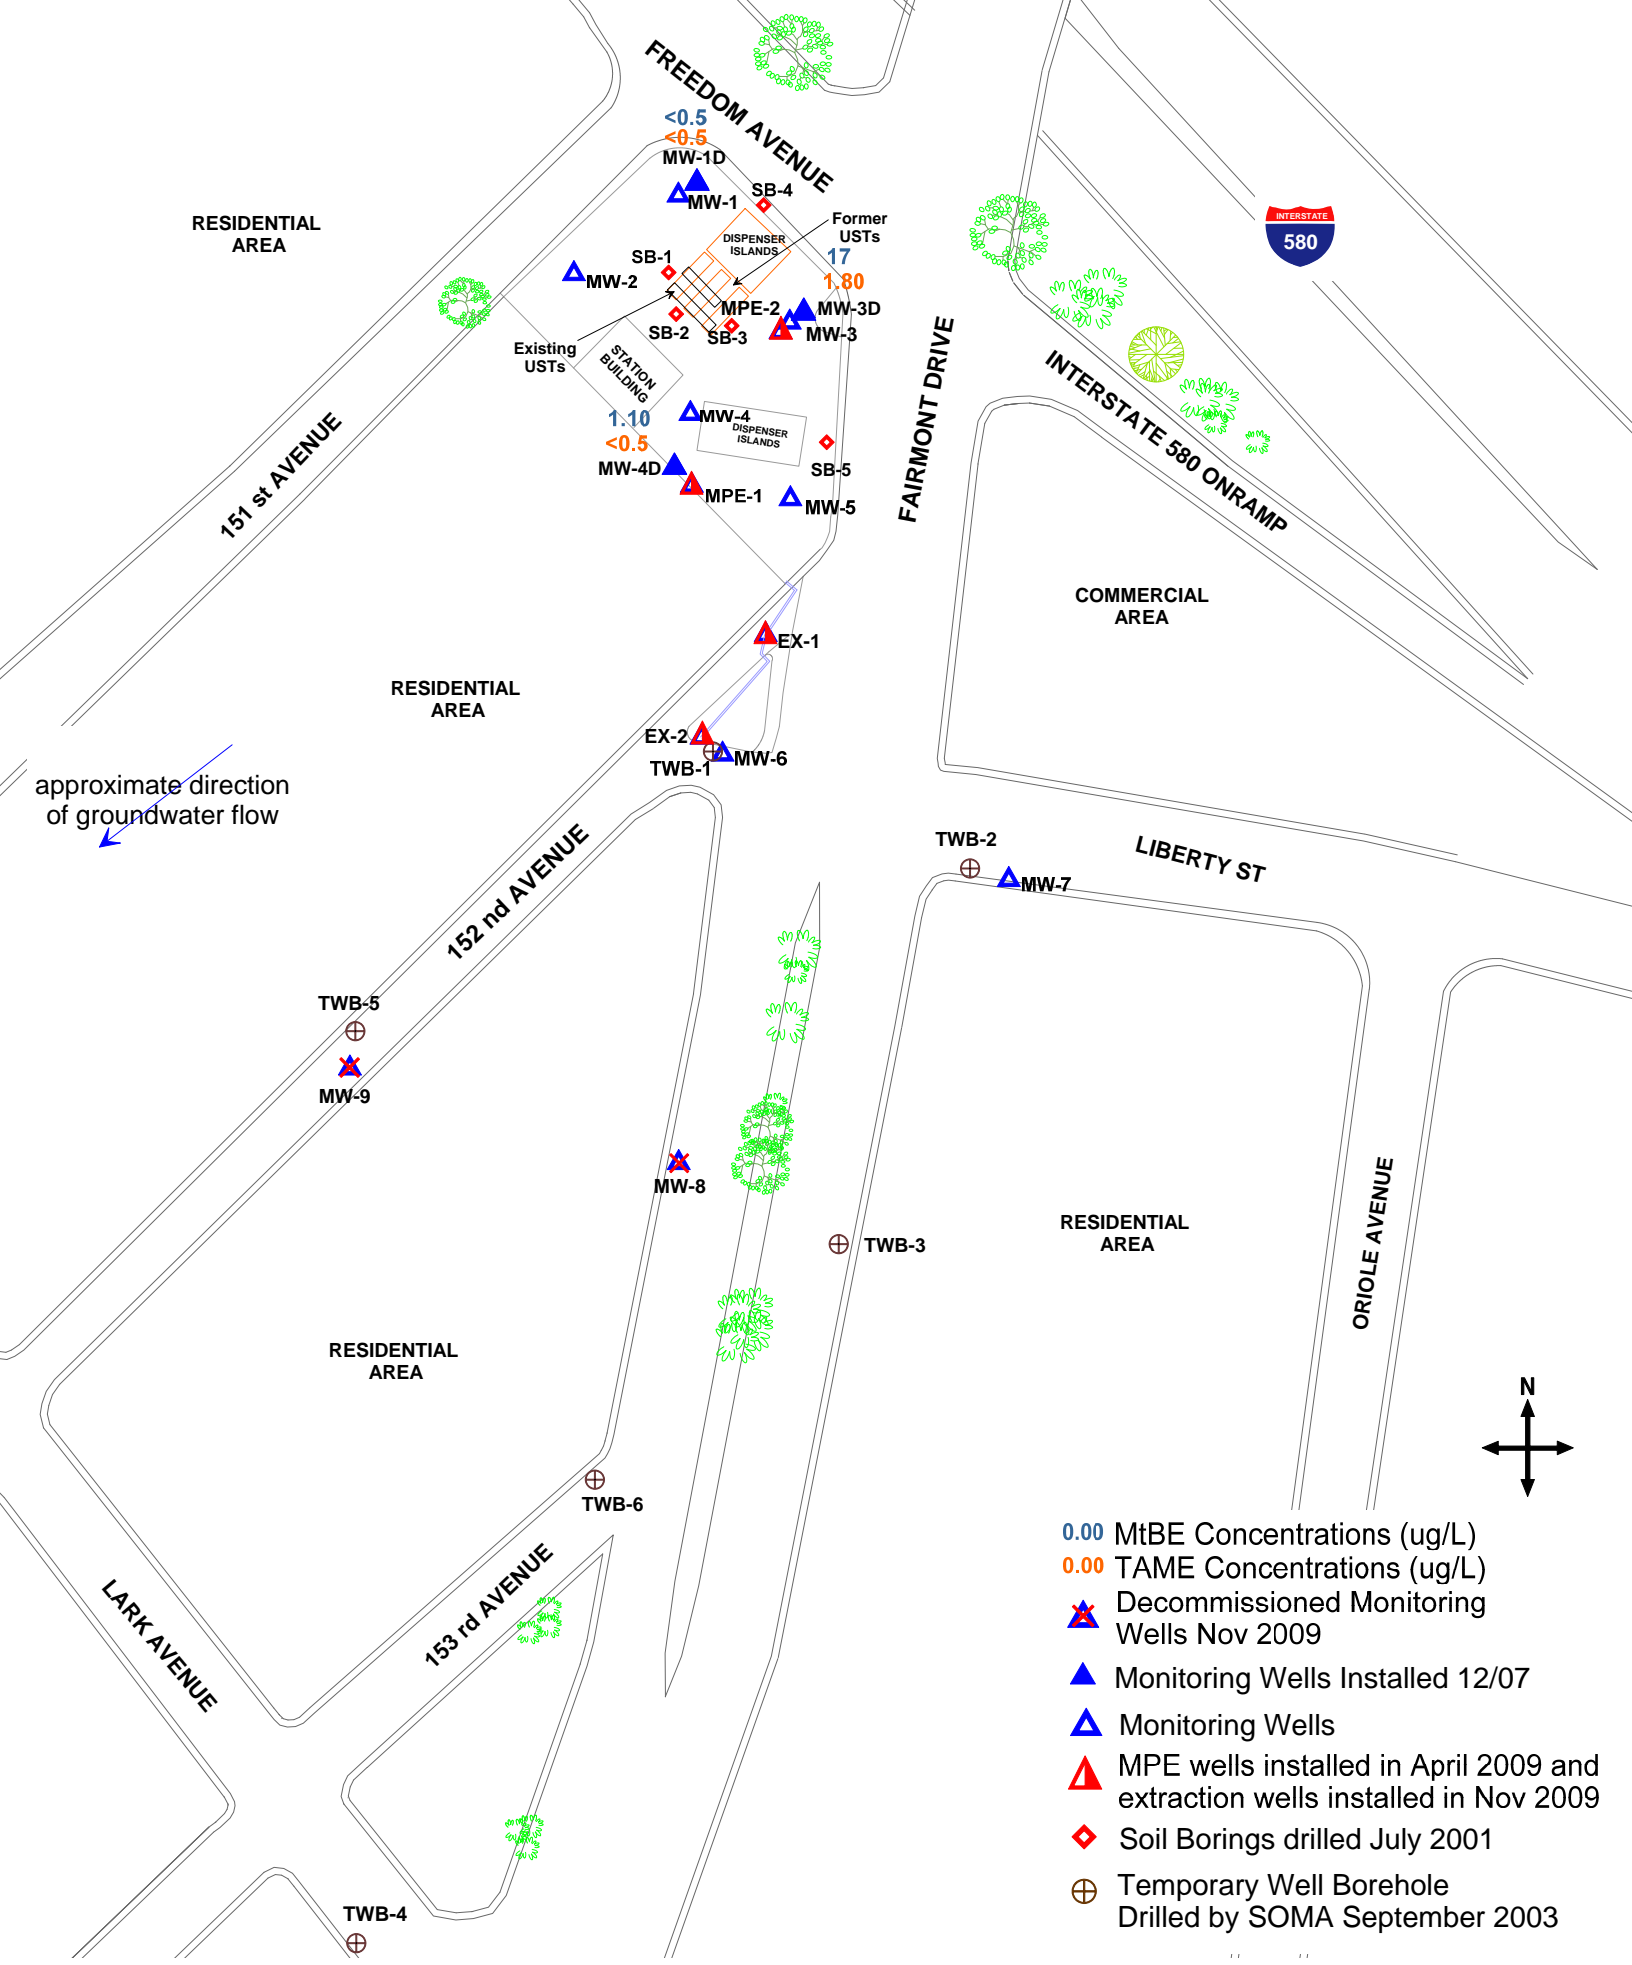 FREEDOM AVENUE
<0.5
<0.5
MW-1D
MW-1
SB-4
RESIDENTIAL
AREA
Former
USTs
DISPENSER
ISLANDS
17
1.80
INTERSTATE
580
SB-1
MW-2
MPE-2
MW-3D
MW-3
SB-2
SB-3
Existing
USTs
STATION
BUILDING
1.10
<0.5
MW-4
DISPENSER
ISLANDS
MW-4D
MPE-1
SB-5
MW-5
151 st AVENUE
FAIRMONT DRIVE
INTERSTATE 580 ONRAMP
COMMERCIAL
AREA
EX-1
RESIDENTIAL
AREA
EX-2
TWB-1
MW-6
approximate direction
of groundwater flow
152 nd AVENUE
TWB-2
MW-7
LIBERTY ST
TWB-5
MW-9
MW-8
TWB-3
RESIDENTIAL
AREA
ORIOLE AVENUE
RESIDENTIAL
AREA
TWB-6
LARK AVENUE
153 rd AVENUE
TWB-4
N
0.00 MtBE Concentrations (ug/L)
0.00 TAME Concentrations (ug/L)
Decommissioned Monitoring
Wells Nov 2009
Monitoring Wells Installed 12/07
Monitoring Wells
MPE wells installed in April 2009 and
extraction wells installed in Nov 2009
Soil Borings drilled July 2001
Temporary Well Borehole
Drilled by SOMA September 2003